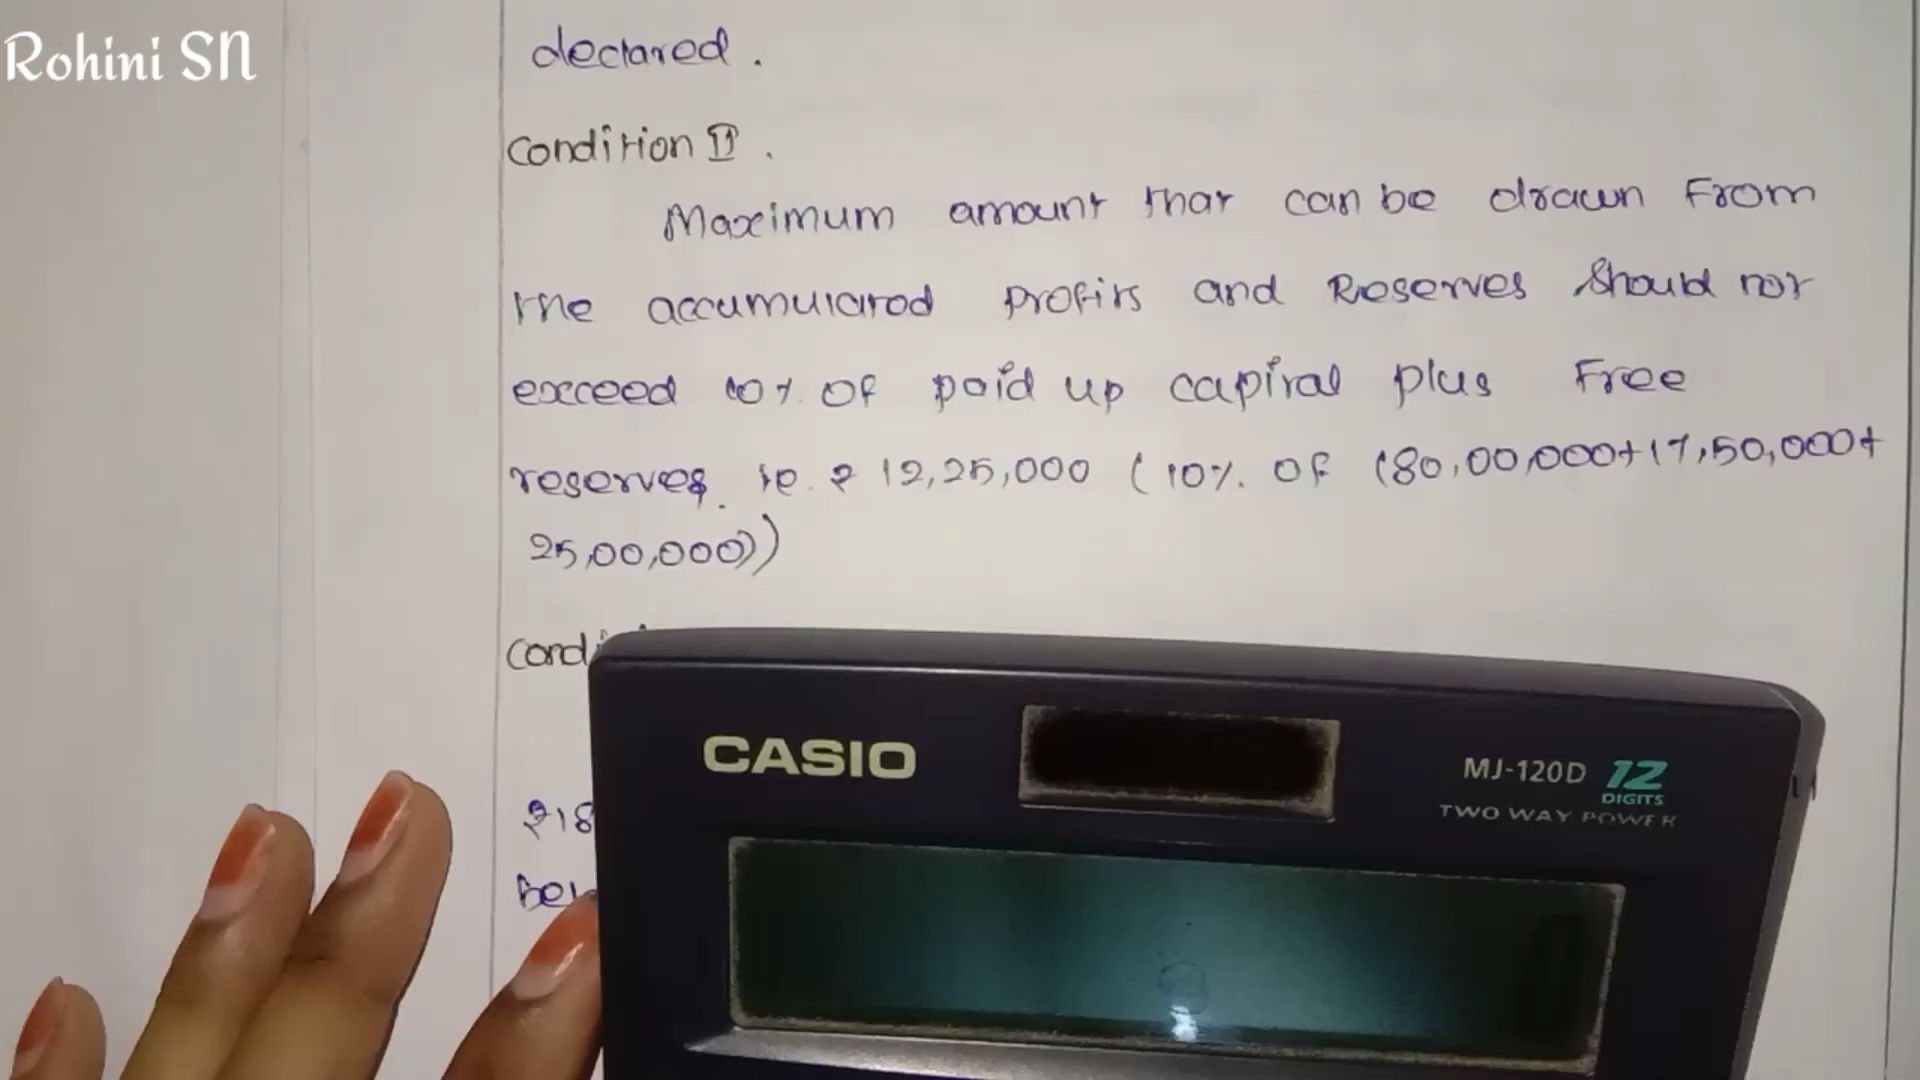 Rohini SN
declared.
Condition II.
Maximum amount that can be drawn From
the accumulated profits and Reserves Should not
exceed 10% OF paid up capital plus Free
reserves. ie. ₹ 12,25,000 (10% OF (80,00,000+17,50,000+
25,00,000))
CASIO
MJ-120D 12
DIGITS
TWO WAY POWER
₹18